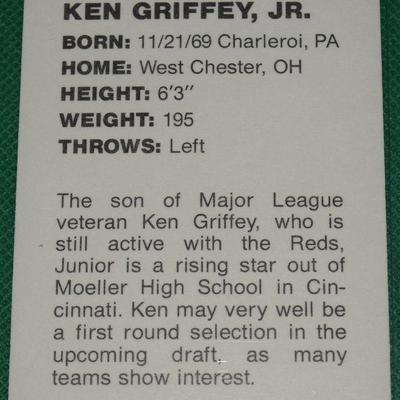 KEN GRIFFEY, JR.
BORN: 11/21/69 Charleroi, PA
HOME: West Chester, OH
HEIGHT: 6'3"
WEIGHT: 195
THROWS: Left
The son of Major League
veteran Ken Griffey, who is
still active with the Reds,
Junior is a rising star out of
Moeller High School in Cin-
cinnati. Ken may very well be
a first round selection in the
upcoming draft, as many
teams show interest.